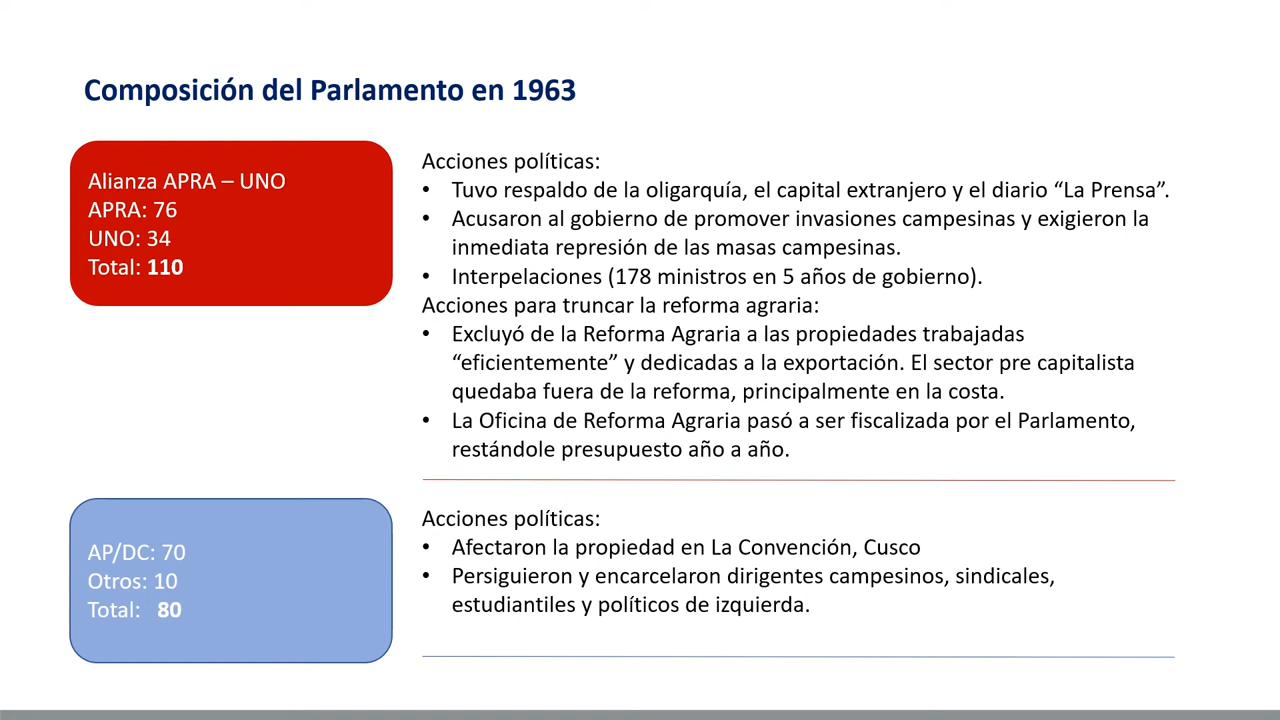 Composición del Parlamento en 1963
Alianza APRA – UNO
APRA: 76
UNO: 34
Total: 110
Acciones políticas:
• Tuvo respaldo de la oligarquía, el capital extranjero y el diario “La Prensa”.
• Acusaron al gobierno de promover invasiones campesinas y exigieron la
inmediata represión de las masas campesinas.
• Interpelaciones (178 ministros en 5 años de gobierno).
Acciones para truncar la reforma agraria:
• Excluyó de la Reforma Agraria a las propiedades trabajadas
“eficientemente” y dedicadas a la exportación. El sector pre capitalista
quedaba fuera de la reforma, principalmente en la costa.
• La Oficina de Reforma Agraria pasó a ser fiscalizada por el Parlamento,
restándole presupuesto año a año.
AP/DC: 70
Otros: 10
Total: 80
Acciones políticas:
• Afectaron la propiedad en La Convención, Cusco
• Persiguieron y encarcelaron dirigentes campesinos, sindicales,
estudiantiles y políticos de izquierda.